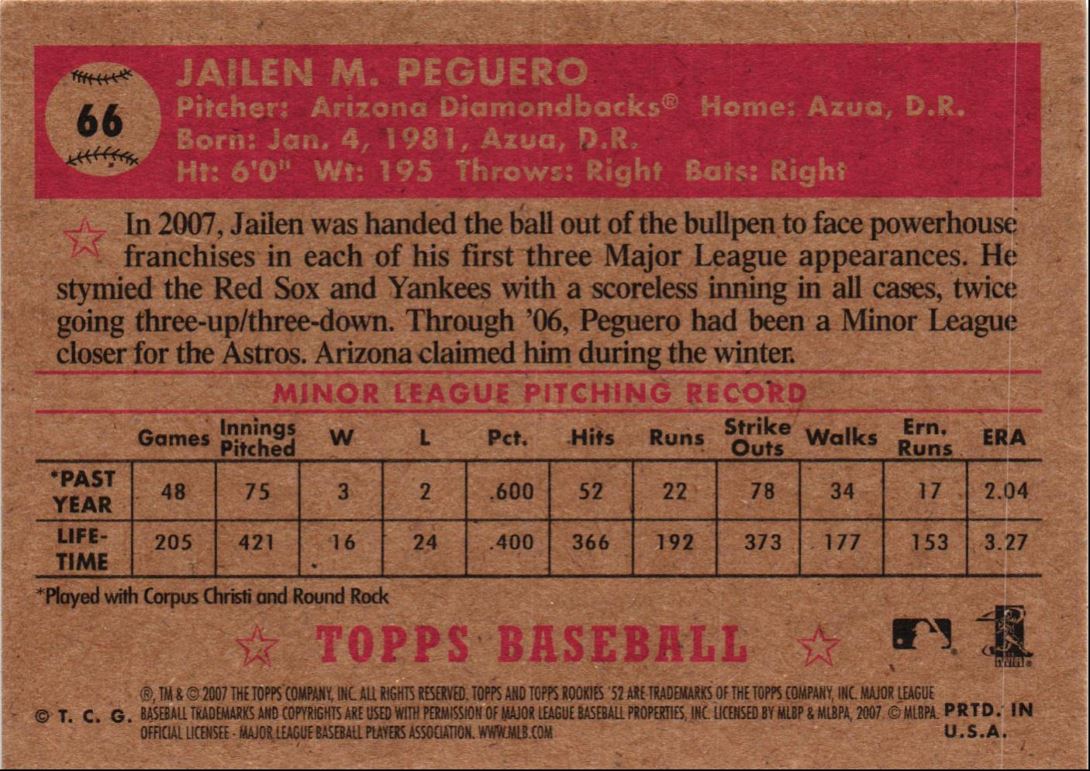 66
JAILEN M. PEGUERO
Pitcher: Arizona Diamondbacks® Home: Azua, D.R.
Born: Jan. 4, 1981, Azua, D.R.
Ht: 6'0" Wt: 195 Throws: Right Bats: Right
In 2007, Jailen was handed the ball out of the bullpen to face powerhouse
franchises in each of his first three Major League appearances. He
stymied the Red Sox and Yankees with a scoreless inning in all cases, twice
going three-up/three-down. Through '06, Peguero had been a Minor League
closer for the Astros. Arizona claimed him during the winter.
MINOR LEAGUE PITCHING RECORD
Games Innings Pitched W L Pct. Hits Runs Strike Outs Walks Ern. Runs ERA
*PAST YEAR 48 75 3 2 .600 52 22 78 34 17 2.04
LIFE-TIME 205 421 16 24 .400 366 192 373 177 153 3.27
*Played with Corpus Christi and Round Rock
TOPPS BASEBALL
®, TM & © 2007 THE TOPPS COMPANY, INC. ALL RIGHTS RESERVED. TOPPS AND TOPPS ROOKIES '52 ARE TRADEMARKS OF THE TOPPS COMPANY, INC. MAJOR LEAGUE
© T. C. G. BASEBALL TRADEMARKS AND COPYRIGHTS ARE USED WITH PERMISSION OF MAJOR LEAGUE BASEBALL PROPERTIES, INC. LICENSED BY MLBP & MLBPA, 2007. © MLBPA. PRTD. IN
OFFICIAL LICENSEE - MAJOR LEAGUE BASEBALL PLAYERS ASSOCIATION. WWW.MLB.COM U.S.A.